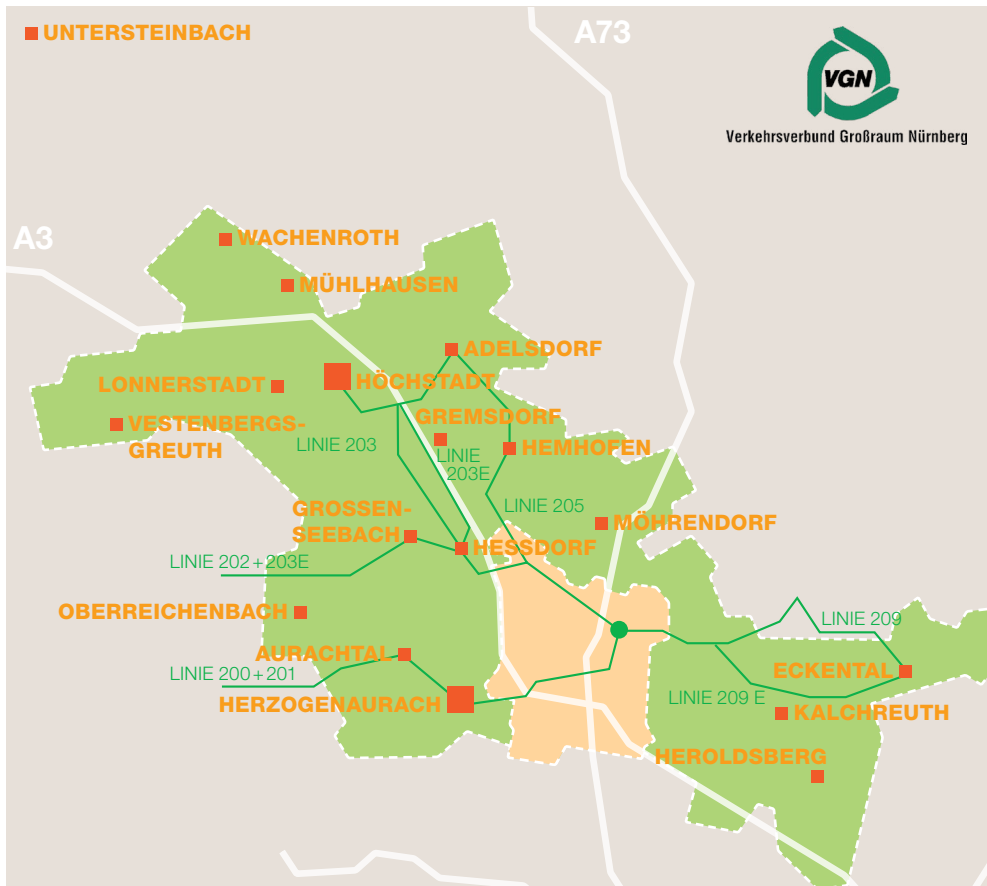 UNTERSTEINBACH
A73
VGN
Verkehrsverbund Großraum Nürnberg
A3
WACHENROTH
MÜHLHAUSEN
ADELSDORF
LONNERSTADT
HÖCHSTADT
VESTENBERGS-
GREUTH
GREMSDORF
LINIE 203
LINIE
203E
HEMHOFEN
LINIE 205
GROSSEN-
SEEBACH
MÖHRENDORF
HESSDORF
LINIE 202+203E
OBERREICHENBACH
LINIE 209
AURACHTAL
LINIE 200+201
ECKENTAL
LINIE 209 E
HERZOGENAURACH
KALCHREUTH
HEROLDSBERG